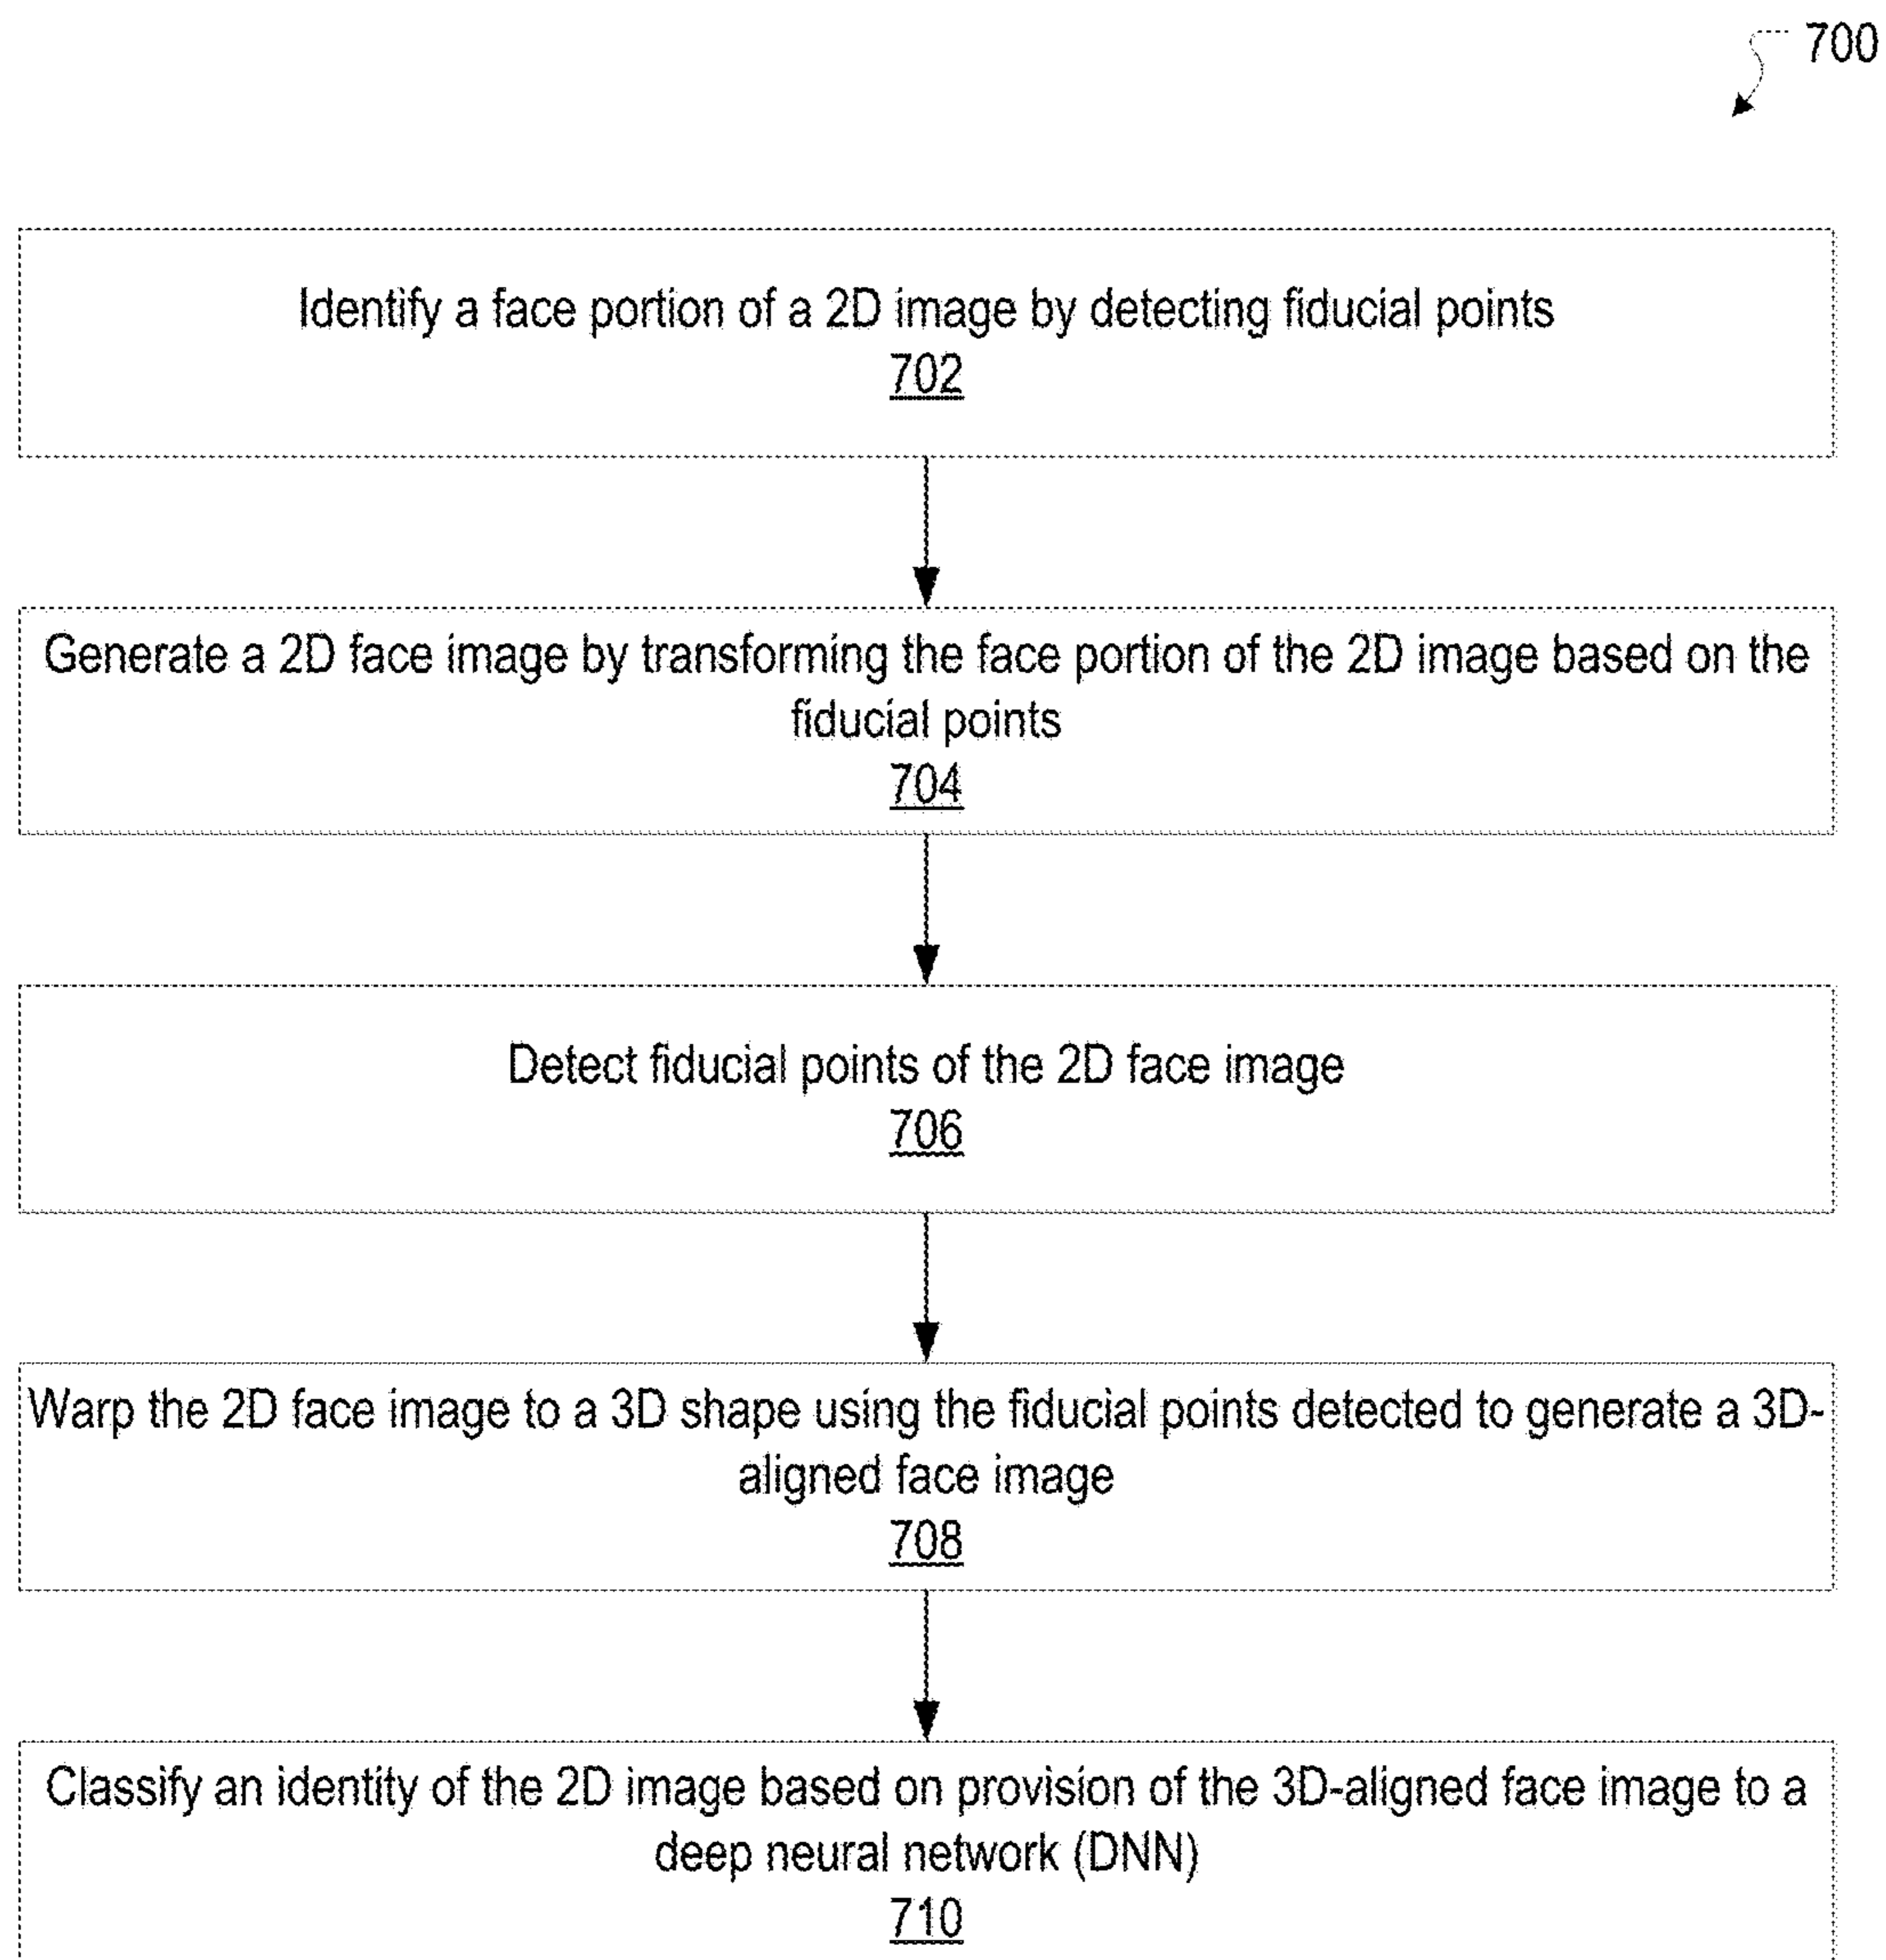 700
Identify a face portion of a 2D image by detecting fiducial points
702
Generate a 2D face image by transforming the face portion of the 2D image based on the
fiducial points
704
Detect fiducial points of the 2D face image
706
Warp the 2D face image to a 3D shape using the fiducial points detected to generate a 3D-
aligned face image
708
Classify an identity of the 2D image based on provision of the 3D-aligned face image to a
deep neural network (DNN)
710